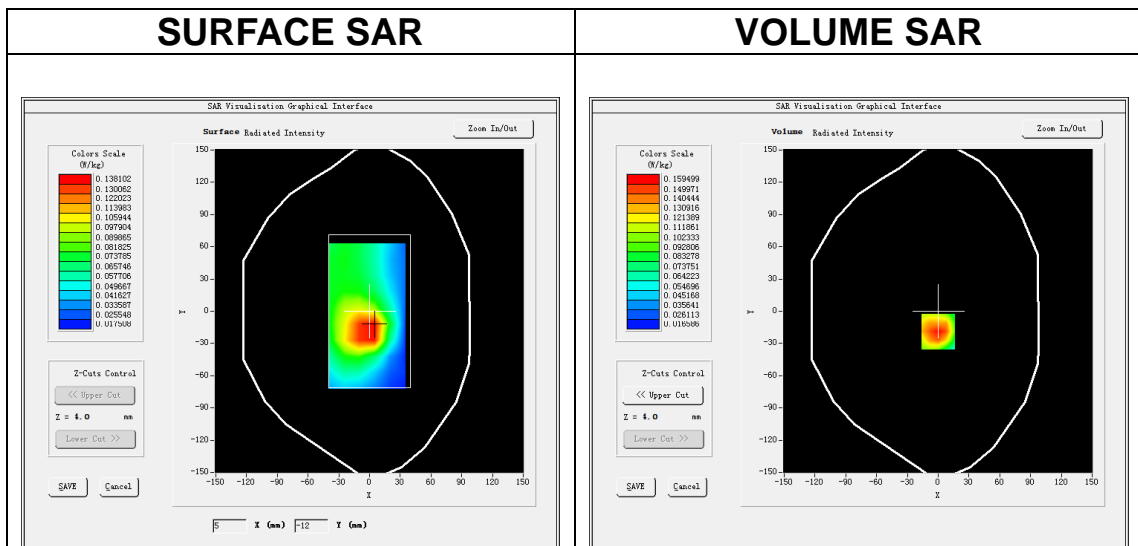 SURFACE SAR
VOLUME SAR
SAR Visualisation Graphical Interface
Surface Radiated Intensity
Zoom In/Out
Colors Scale
(W/kg)
0.138102
0.130062
0.122023
0.113983
0.105944
0.097904
0.089865
0.081825
0.073785
0.065746
0.057706
0.049667
0.041627
0.033587
0.025548
0.017508
150
120
90
60
30
0
-30
-60
-90
-120
-150
Y
-150 -120 -90 -60 -30 0 30 60 90 120 150
X
Z-Cuts Control
<< Upper Cut
Z = 4.0 mm
Lower Cut >>
SAVE Cancel
5 X (mm) -12 Y (mm)
SAR Visualisation Graphical Interface
Volume Radiated Intensity
Zoom In/Out
Colors Scale
(W/kg)
0.159499
0.149971
0.140444
0.130916
0.121389
0.111861
0.102333
0.092806
0.083278
0.073751
0.064223
0.054696
0.045168
0.035641
0.026113
0.016586
150
120
90
60
30
0
-30
-60
-90
-120
-150
Y
-150 -120 -90 -60 -30 0 30 60 90 120 150
X
Z-Cuts Control
<< Upper Cut
Z = 4.0 mm
Lower Cut >>
SAVE Cancel